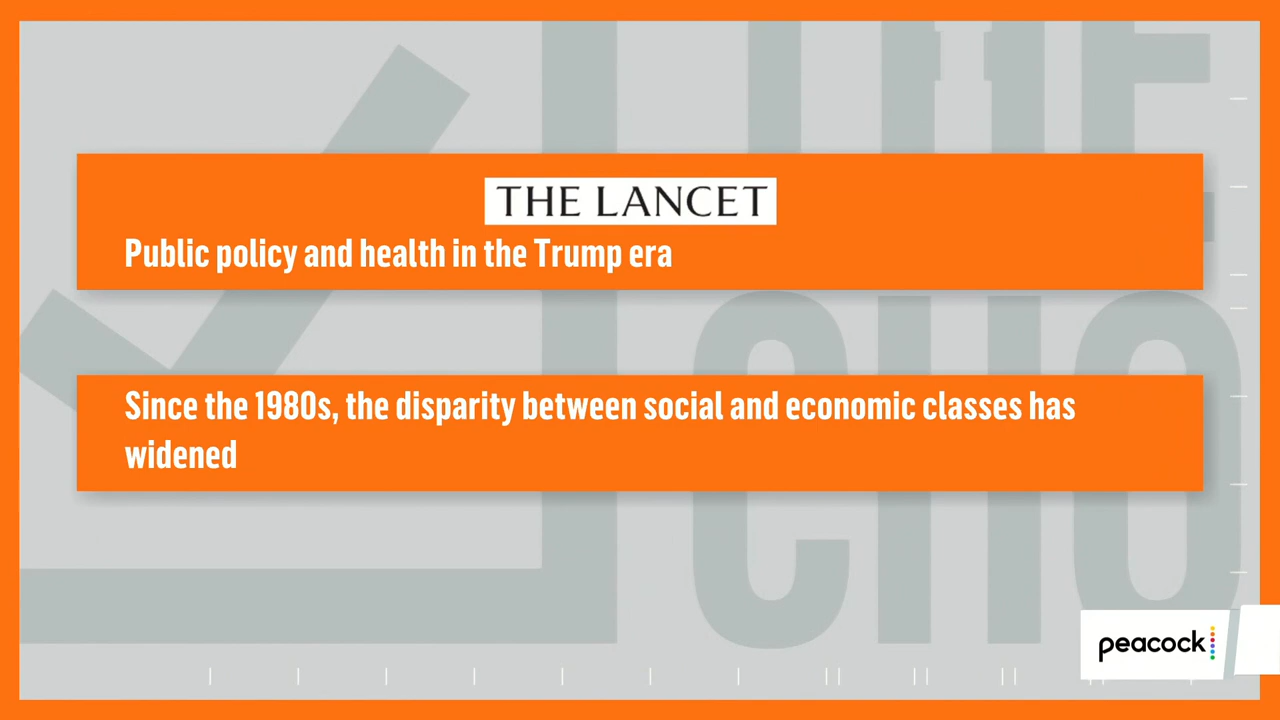 THE LANCET
Public policy and health in the Trump era
Since the 1980s, the disparity between social and economic classes has
widened
peacock